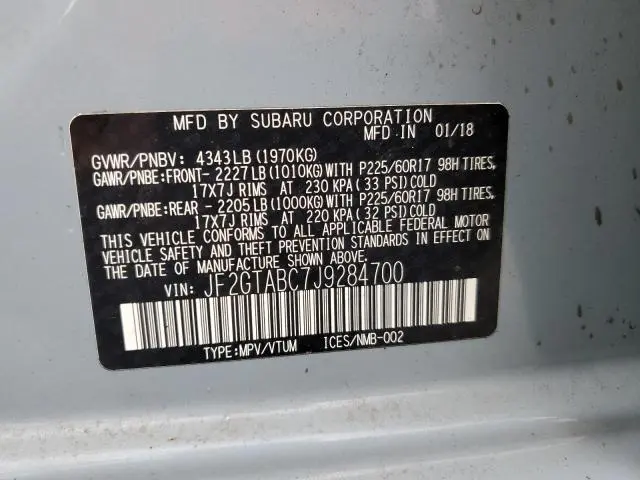 MFD BY SUBARU CORPORATION
MFD IN 01/18
GVWR/PNBV: 4343LB(1970KG)
GAWR/PNBE:FRONT- 2227LB(1010KG)WITH P225/60R17 98H TIRES,
17X7J RIMS AT 230 KPA(33 PSI)COLD
GAWR/PNBE:REAR - 2205LB(1000KG)WITH P225/60R17 98H TIRES,
17X7J RIMS AT 220 KPA(32 PSI)COLD
THIS VEHICLE CONFORMS TO ALL APPLICABLE FEDERAL MOTOR
VEHICLE SAFETY AND THEFT PREVENTION STANDARDS IN EFFECT ON
THE DATE OF MANUFACTURE SHOWN ABOVE.
VIN: JF2GTABC7J9284700
TYPE:MPV/VTUM ICES/NMB-002